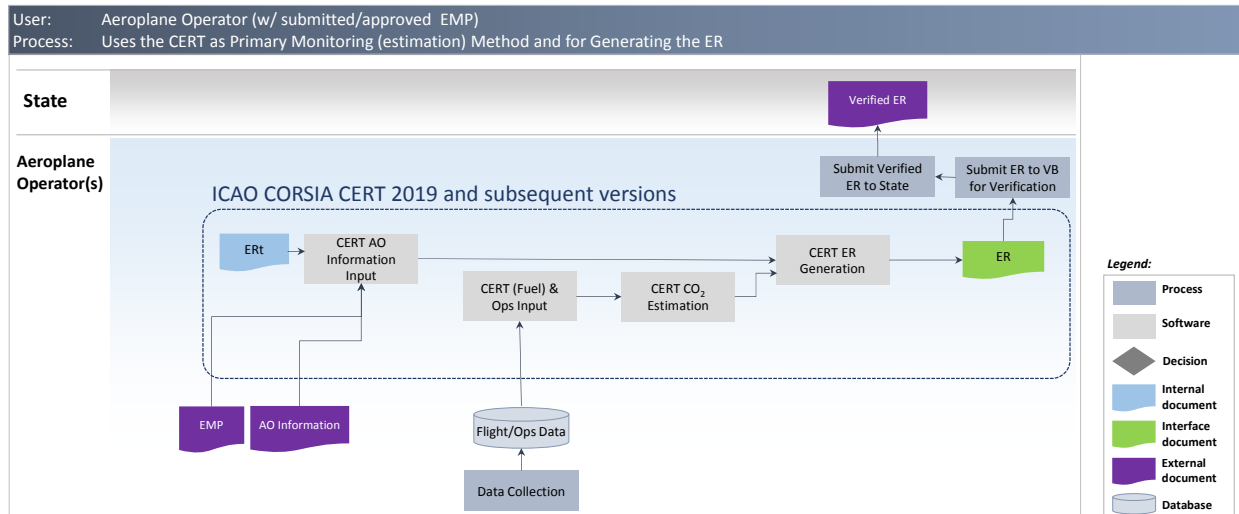 User: Aeroplane Operator (w/ submitted/approved EMP)
Process: Uses the CERT as Primary Monitoring (estimation) Method and for Generating the ER
State
Verified ER
Aeroplane
Operator(s)
Submit Verified
ER to State
Submit ER to VB
for Verification
ICAO CORSIA CERT 2019 and subsequent versions
ERt
CERT AO
Information
Input
CERT ER
Generation
ER
CERT (Fuel) &
Ops Input
CERT CO₂
Estimation
EMP
AO Information
Flight/Ops Data
Data Collection
Legend:
Process
Software
Decision
Internal
document
Interface
document
External
document
Database